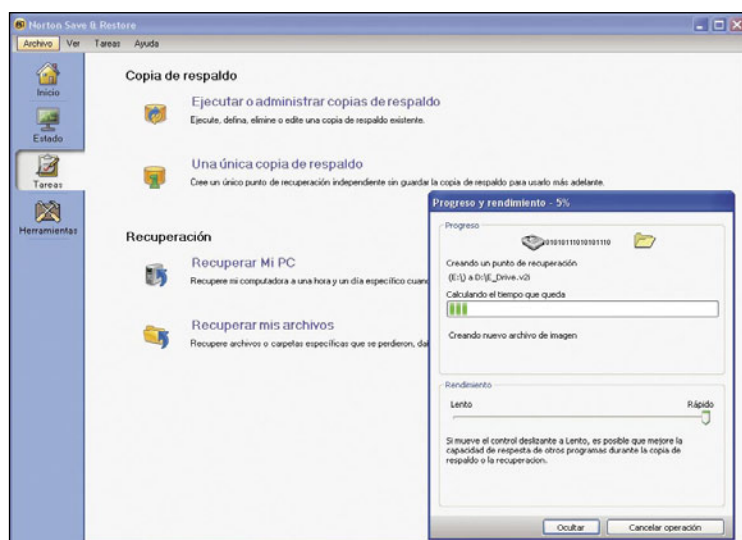 Norton Save & Restore
Archivo Ver Tareas Ayuda
Inicio
Estado
Tareas
Herramientas
Copia de respaldo
Ejecutar o administrar copias de respaldo
Ejecute, defina, elimine o edite una copia de respaldo existente.
Una única copia de respaldo
Cree un único punto de recuperación independiente sin guardar la copia de respaldo para usarlo más adelante.
Recuperación
Recuperar Mi PC
Recupere mi computadora a una hora y un día específico cuand
Recuperar mis archivos
Recupere archivos o carpetas específicas que se perdieron, dañ
Progreso y rendimiento - 5%
Progreso
Creando un punto de recuperación
(E:\) a D:\E_Drive.v2i
Calculando el tiempo que queda
Creando nuevo archivo de imagen
Rendimiento
Lento Rápido
Si mueve el control deslizante a Lento, es posible que mejore la
capacidad de respesta de otros programas durante la copia de
respaldo o la recuperacion.
Ocultar Cancelar operación